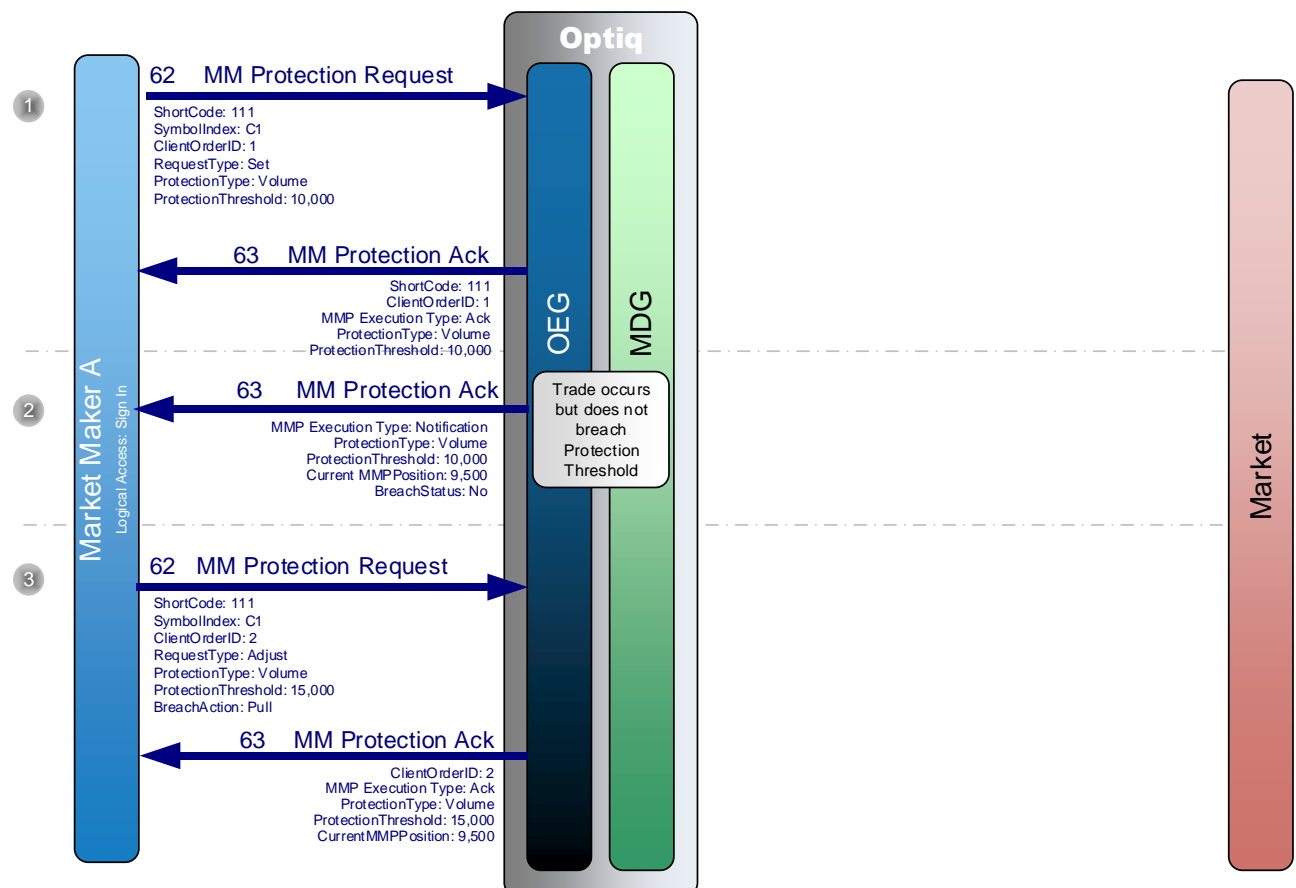 Optiq
1
62 MM Protection Request
ShortCode: 111
SymbolIndex: C1
ClientOrderID: 1
RequestType: Set
ProtectionType: Volume
ProtectionThreshold: 10,000
63 MM Protection Ack
ShortCode: 111
ClientOrderID: 1
MMP Execution Type: Ack
ProtectionType: Volume
ProtectionThreshold: 10,000
OEG
MDG
Market Maker A
Logical Access: Sign In
Market
2
63 MM Protection Ack
MMP Execution Type: Notification
ProtectionType: Volume
ProtectionThreshold: 10,000
Current MMPPosition: 9,500
BreachStatus: No
Trade occurs
but does not
breach
Protection
Threshold
3
62 MM Protection Request
ShortCode: 111
SymbolIndex: C1
ClientOrderID: 2
RequestType: Adjust
ProtectionType: Volume
ProtectionThreshold: 15,000
BreachAction: Pull
63 MM Protection Ack
ClientOrderID: 2
MMP Execution Type: Ack
ProtectionType: Volume
ProtectionThreshold: 15,000
CurrentMMPPosition: 9,500